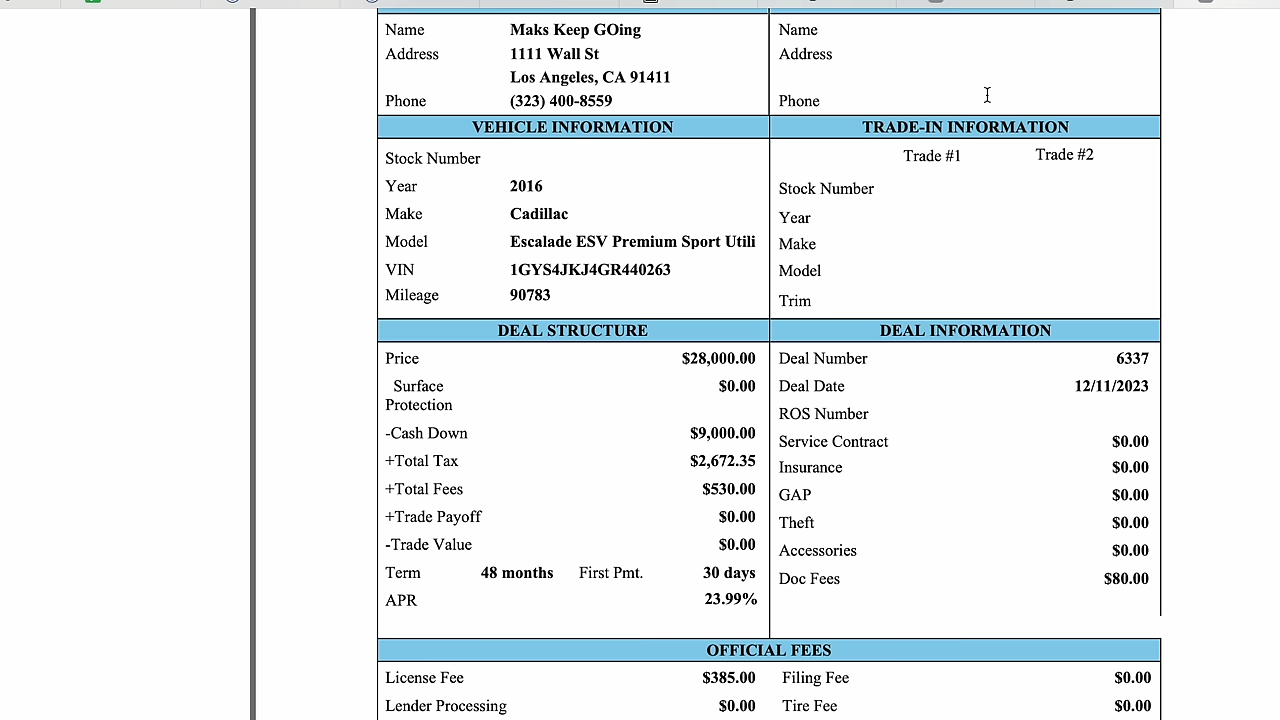 Name Maks Keep GOing Name
Address 1111 Wall St Address
Los Angeles, CA 91411
Phone (323) 400-8559 Phone
VEHICLE INFORMATION TRADE-IN INFORMATION
Stock Number Trade #1 Trade #2
Year 2016 Stock Number
Make Cadillac Year
Model Escalade ESV Premium Sport Utili Make
VIN 1GYS4JKJ4GR440263 Model
Mileage 90783 Trim
DEAL STRUCTURE DEAL INFORMATION
Price $28,000.00 Deal Number 6337
Surface $0.00 Deal Date 12/11/2023
Protection ROS Number
-Cash Down $9,000.00 Service Contract $0.00
+Total Tax $2,672.35 Insurance $0.00
+Total Fees $530.00 GAP $0.00
+Trade Payoff $0.00 Theft $0.00
-Trade Value $0.00 Accessories $0.00
Term 48 months First Pmt. 30 days Doc Fees $80.00
APR 23.99%
OFFICIAL FEES
License Fee $385.00 Filing Fee $0.00
Lender Processing $0.00 Tire Fee $0.00